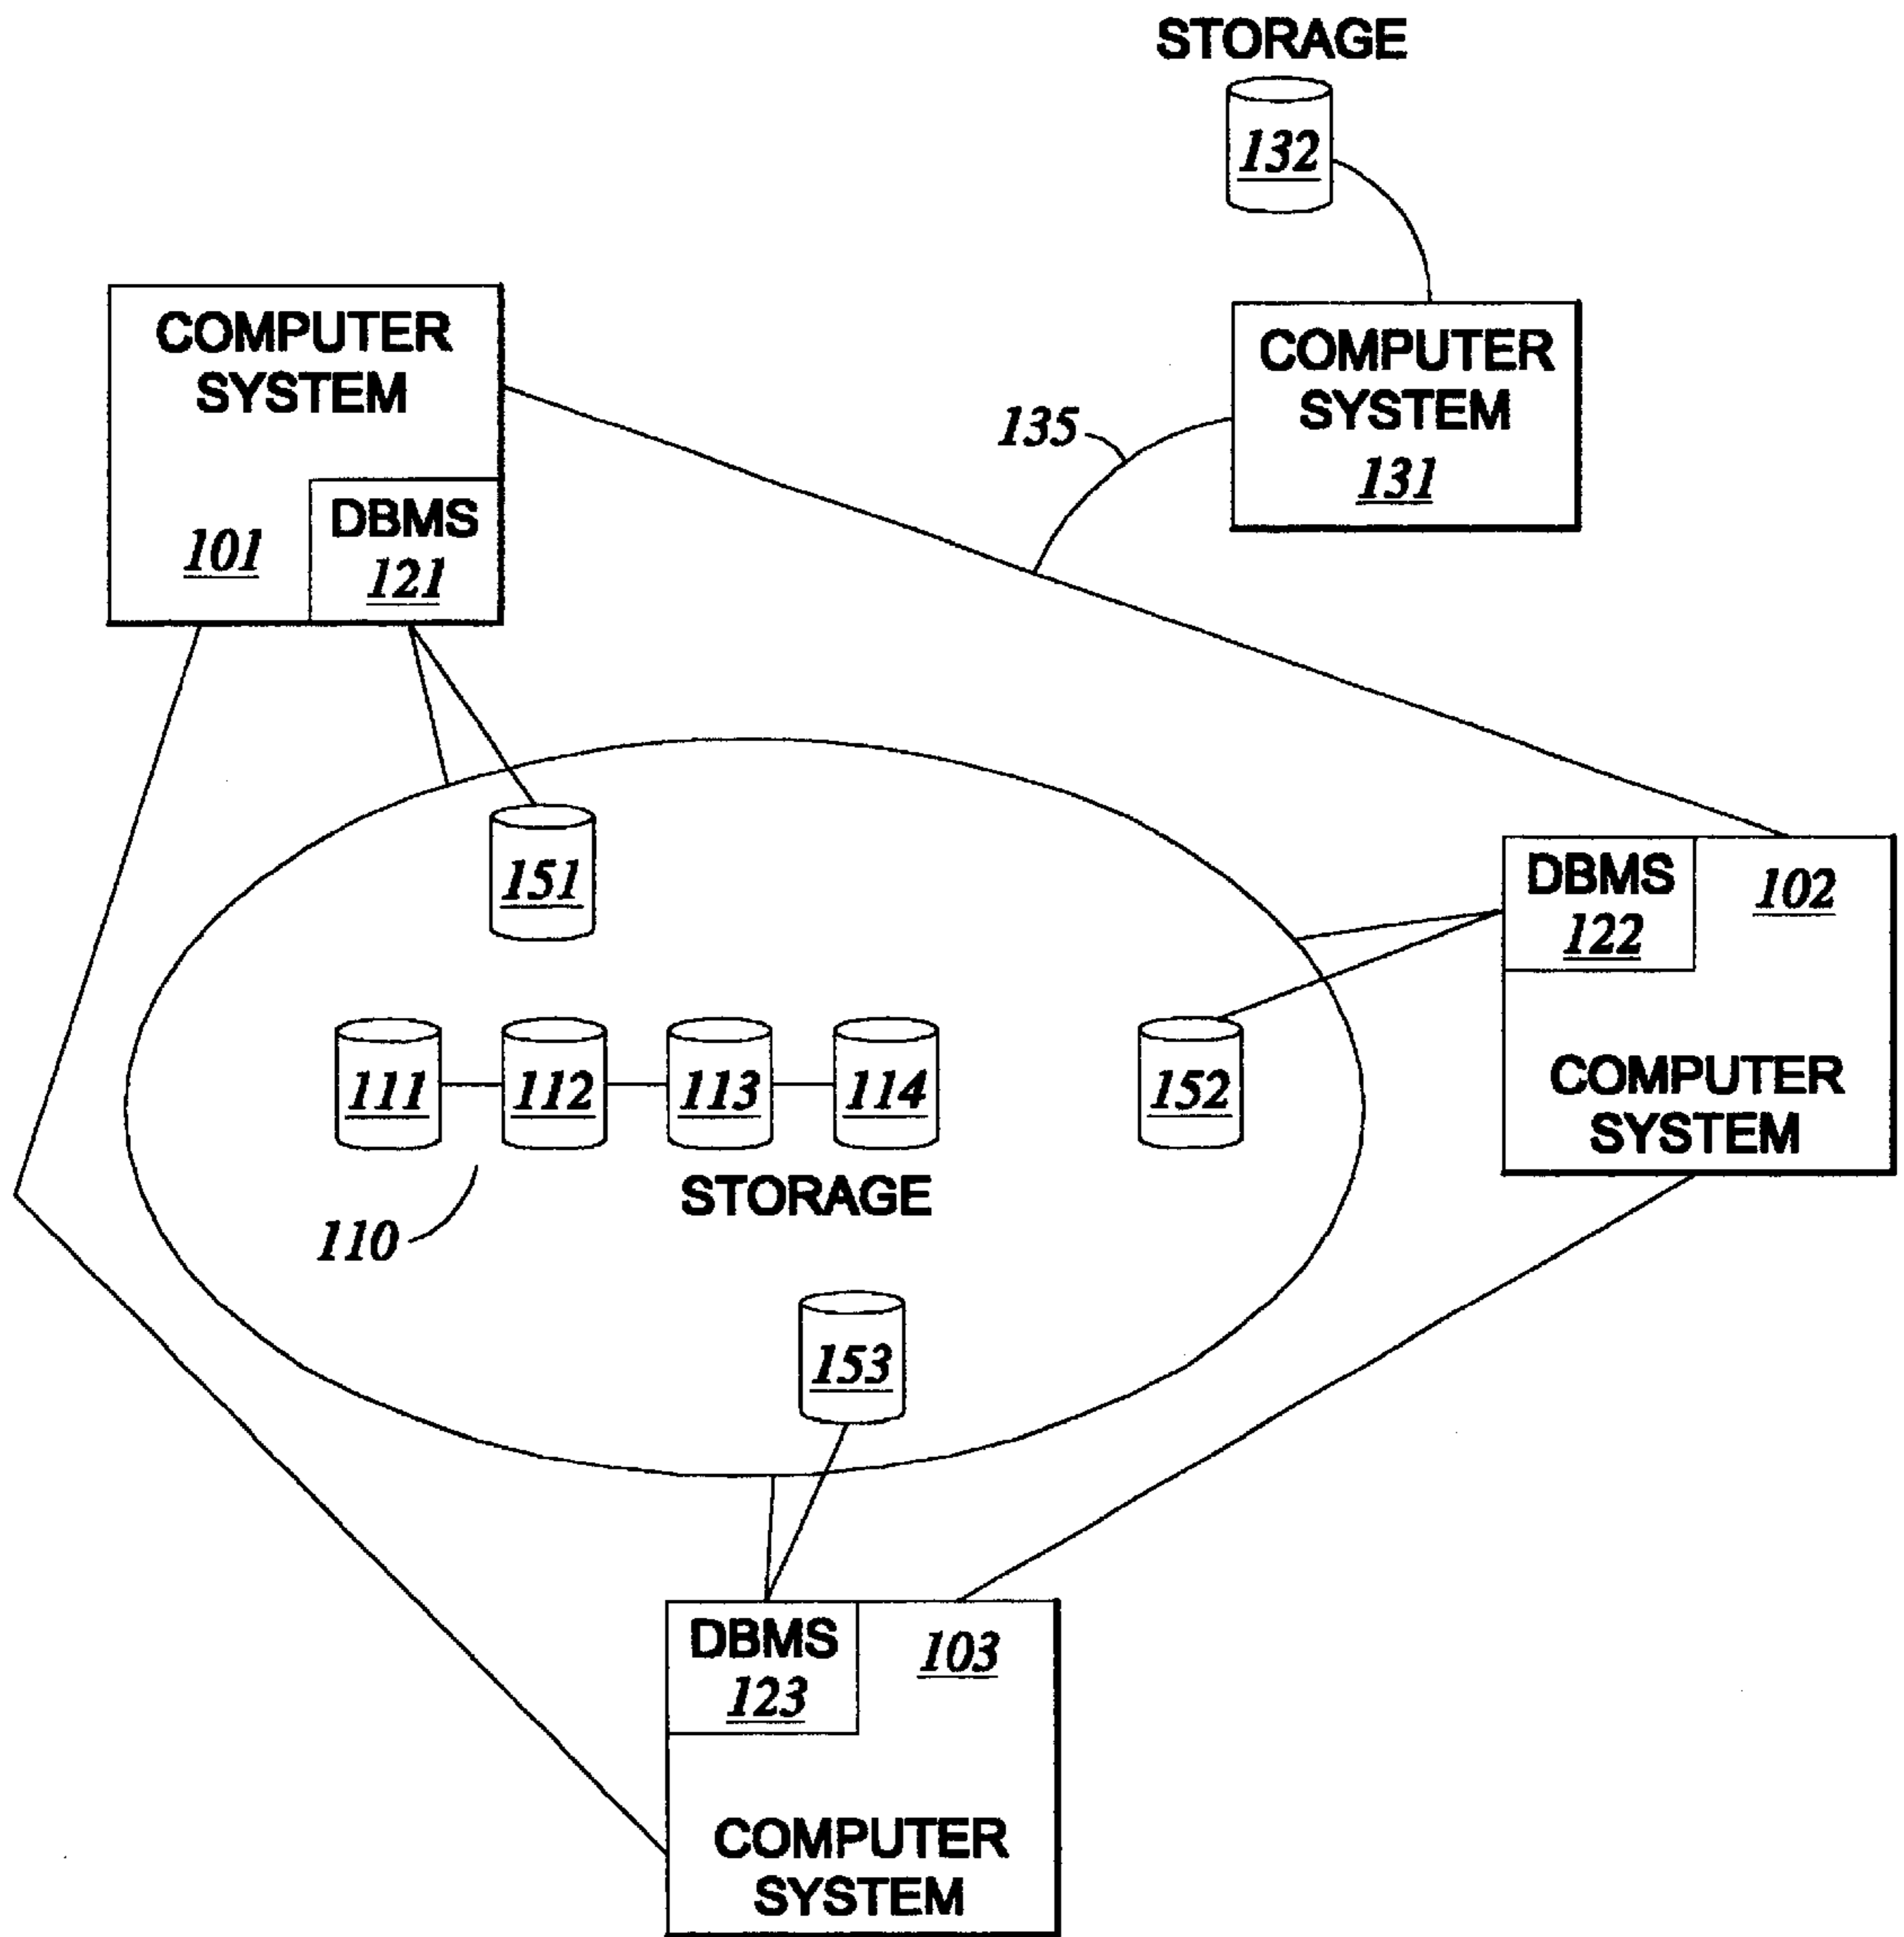 STORAGE
132
COMPUTER
SYSTEM
101
DBMS
121
COMPUTER
SYSTEM
131
135
151
DBMS
122
102
COMPUTER
SYSTEM
111
112
113
114
152
STORAGE
110
153
DBMS
123
103
COMPUTER
SYSTEM